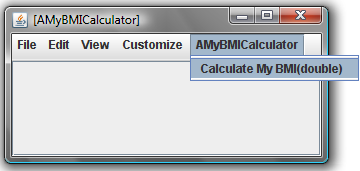 [AMyBMICalculator]
File Edit View Customize AMyBMICalculator
Calculate My BMI(double)